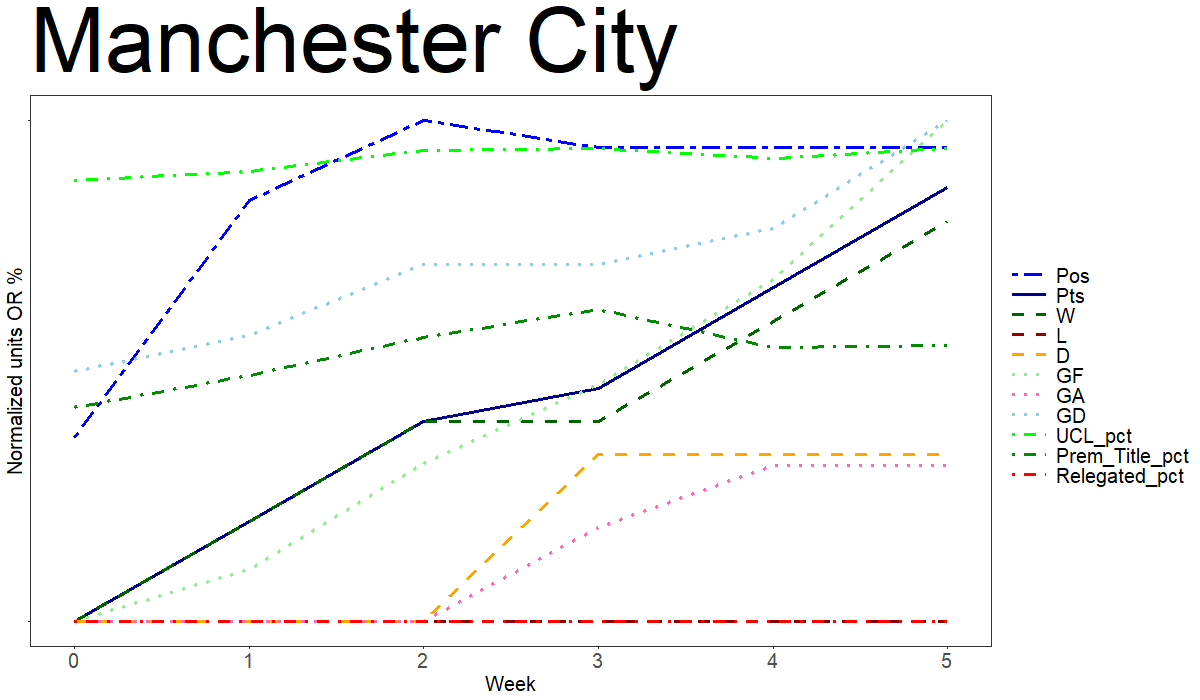 Manchester City
Normalized units OR %
0 1 2 3 4 5
Week
Pos
Pts
W
L
D
GF
GA
GD
UCL_pct
Prem_Title_pct
Relegated_pct